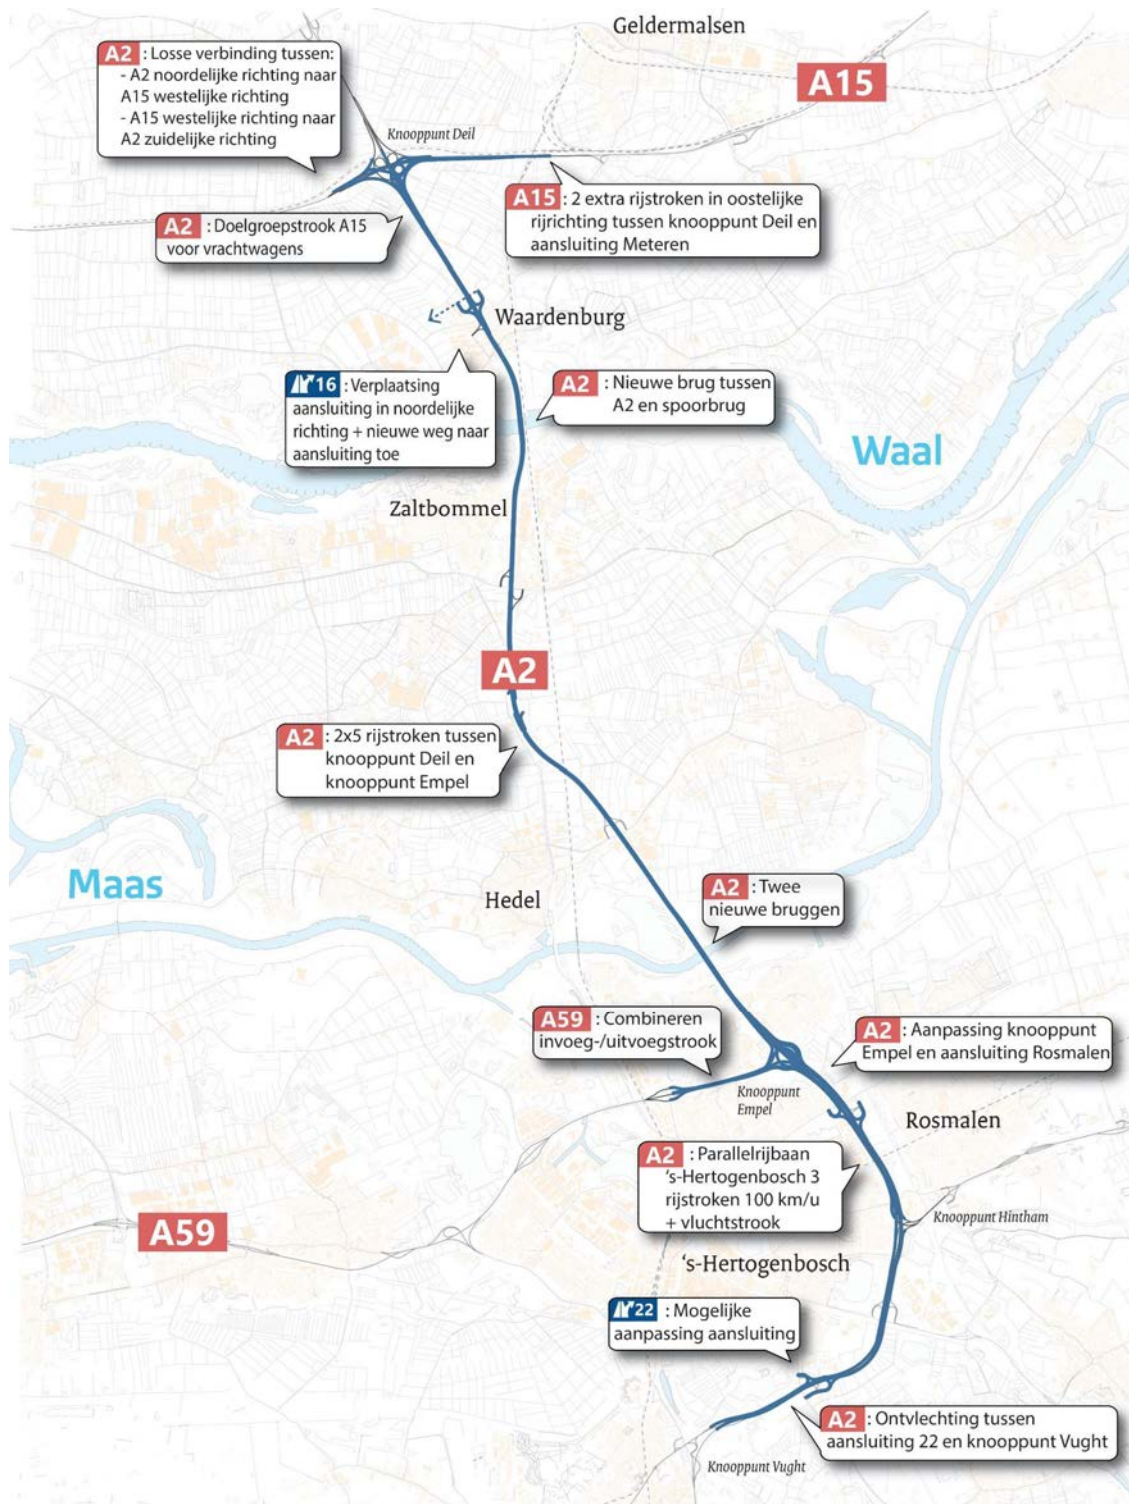 Geldermalsen
A2 : Losse verbinding tussen:
- A2 noordelijke richting naar
A15 westelijke richting
- A15 westelijke richting naar
A2 zuidelijke richting
A15
Knooppunt Deil
A15 : 2 extra rijstroken in oostelijke
rijrichting tussen knooppunt Deil en
aansluiting Meteren
A2 : Doelgroepstrook A15
voor vrachtwagens
Waardenburg
16 : Verplaatsing
aansluiting in noordelijke
richting + nieuwe weg naar
aansluiting toe
A2 : Nieuwe brug tussen
A2 en spoorbrug
Waal
Zaltbommel
A2
A2 : 2x5 rijstroken tussen
knooppunt Deil en
knooppunt Empel
Maas
Hedel
A2 : Twee
nieuwe bruggen
A59 : Combineren
invoeg-/uitvoegstrook
A2 : Aanpassing knooppunt
Empel en aansluiting Rosmalen
Knooppunt
Empel
Rosmalen
A2 : Parallelrijbaan
's-Hertogenbosch 3
rijstroken 100 km/u
+ vluchtstrook
Knooppunt Hintham
A59
's-Hertogenbosch
22 : Mogelijke
aanpassing aansluiting
A2 : Ontvlechting tussen
aansluiting 22 en knooppunt Vught
Knooppunt Vught